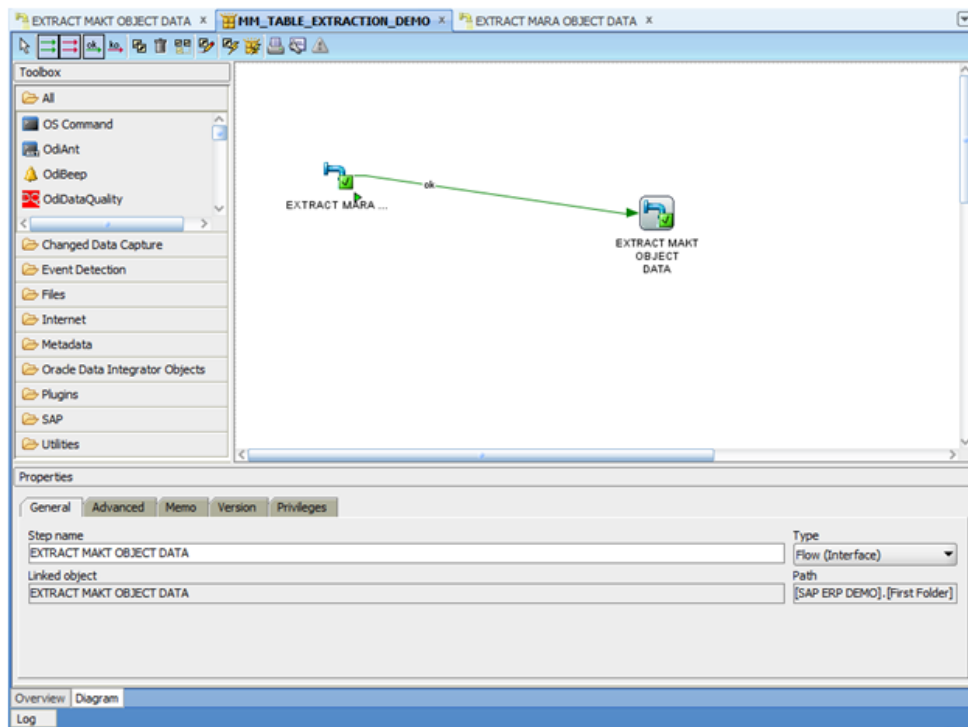 EXTRACT MAKT OBJECT DATA x MM_TABLE_EXTRACTION_DEMO x EXTRACT MARA OBJECT DATA x
ok ko
Toolbox
All
OS Command
OdiAnt
OdiBeep
OdiDataQuality
Changed Data Capture
Event Detection
Files
Internet
Metadata
Oracle Data Integrator Objects
Plugins
SAP
Utilities
ok
EXTRACT MARA ...
EXTRACT MAKT
OBJECT
DATA
Properties
General Advanced Memo Version Privileges
Step name
EXTRACT MAKT OBJECT DATA
Type
Flow (Interface)
Linked object
EXTRACT MAKT OBJECT DATA
Path
[SAP ERP DEMO].[First Folder]
Overview Diagram
Log